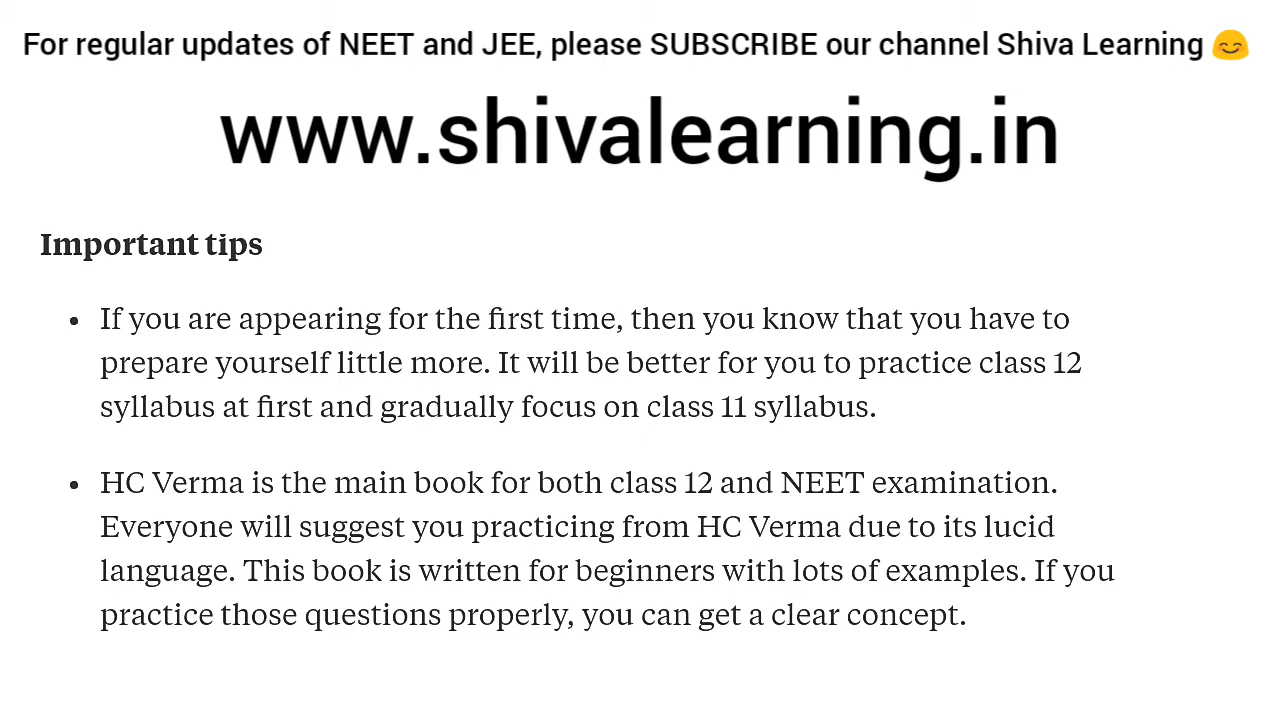 For regular updates of NEET and JEE, please SUBSCRIBE our channel Shiva Learning 😊
www.shivalearning.in
Important tips
• If you are appearing for the first time, then you know that you have to
prepare yourself little more. It will be better for you to practice class 12
syllabus at first and gradually focus on class 11 syllabus.
• HC Verma is the main book for both class 12 and NEET examination.
Everyone will suggest you practicing from HC Verma due to its lucid
language. This book is written for beginners with lots of examples. If you
practice those questions properly, you can get a clear concept.